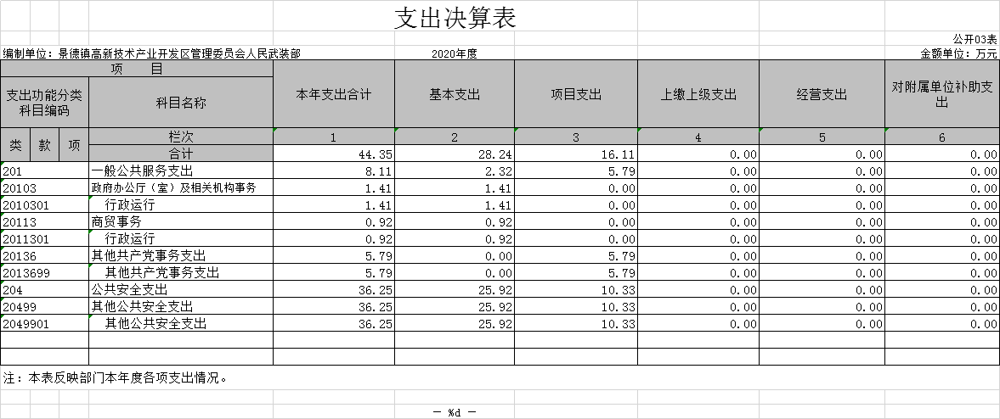 支出决算表
公开03表
编制单位：景德镇高新技术产业开发区管理委员会人民武装部 2020年度 金额单位：万元
项 目 本年支出合计 基本支出 项目支出 上缴上级支出 经营支出 对附属单位补助支出
支出功能分类科目编码 科目名称
类 款 项 栏次 1 2 3 4 5 6
合计 44.35 28.24 16.11 0.00 0.00 0.00
201 一般公共服务支出 8.11 2.32 5.79 0.00 0.00 0.00
20103 政府办公厅（室）及相关机构事务 1.41 1.41 0.00 0.00 0.00 0.00
2010301 行政运行 1.41 1.41 0.00 0.00 0.00 0.00
20113 商贸事务 0.92 0.92 0.00 0.00 0.00 0.00
2011301 行政运行 0.92 0.92 0.00 0.00 0.00 0.00
20136 其他共产党事务支出 5.79 0.00 5.79 0.00 0.00 0.00
2013699 其他共产党事务支出 5.79 0.00 5.79 0.00 0.00 0.00
204 公共安全支出 36.25 25.92 10.33 0.00 0.00 0.00
20499 其他公共安全支出 36.25 25.92 10.33 0.00 0.00 0.00
2049901 其他公共安全支出 36.25 25.92 10.33 0.00 0.00 0.00
注：本表反映部门本年度各项支出情况。
— %d —